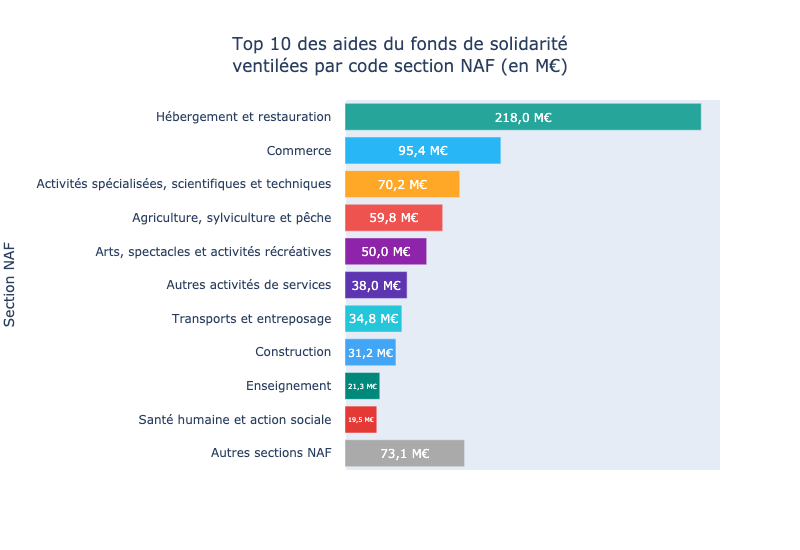 Top 10 des aides du fonds de solidarité
ventilées par code section NAF (en M€)
Section NAF
Hébergement et restauration 218,0 M€
Commerce 95,4 M€
Activités spécialisées, scientifiques et techniques 70,2 M€
Agriculture, sylviculture et pêche 59,8 M€
Arts, spectacles et activités récréatives 50,0 M€
Autres activités de services 38,0 M€
Transports et entreposage 34,8 M€
Construction 31,2 M€
Enseignement 21,3 M€
Santé humaine et action sociale 19,5 M€
Autres sections NAF 73,1 M€